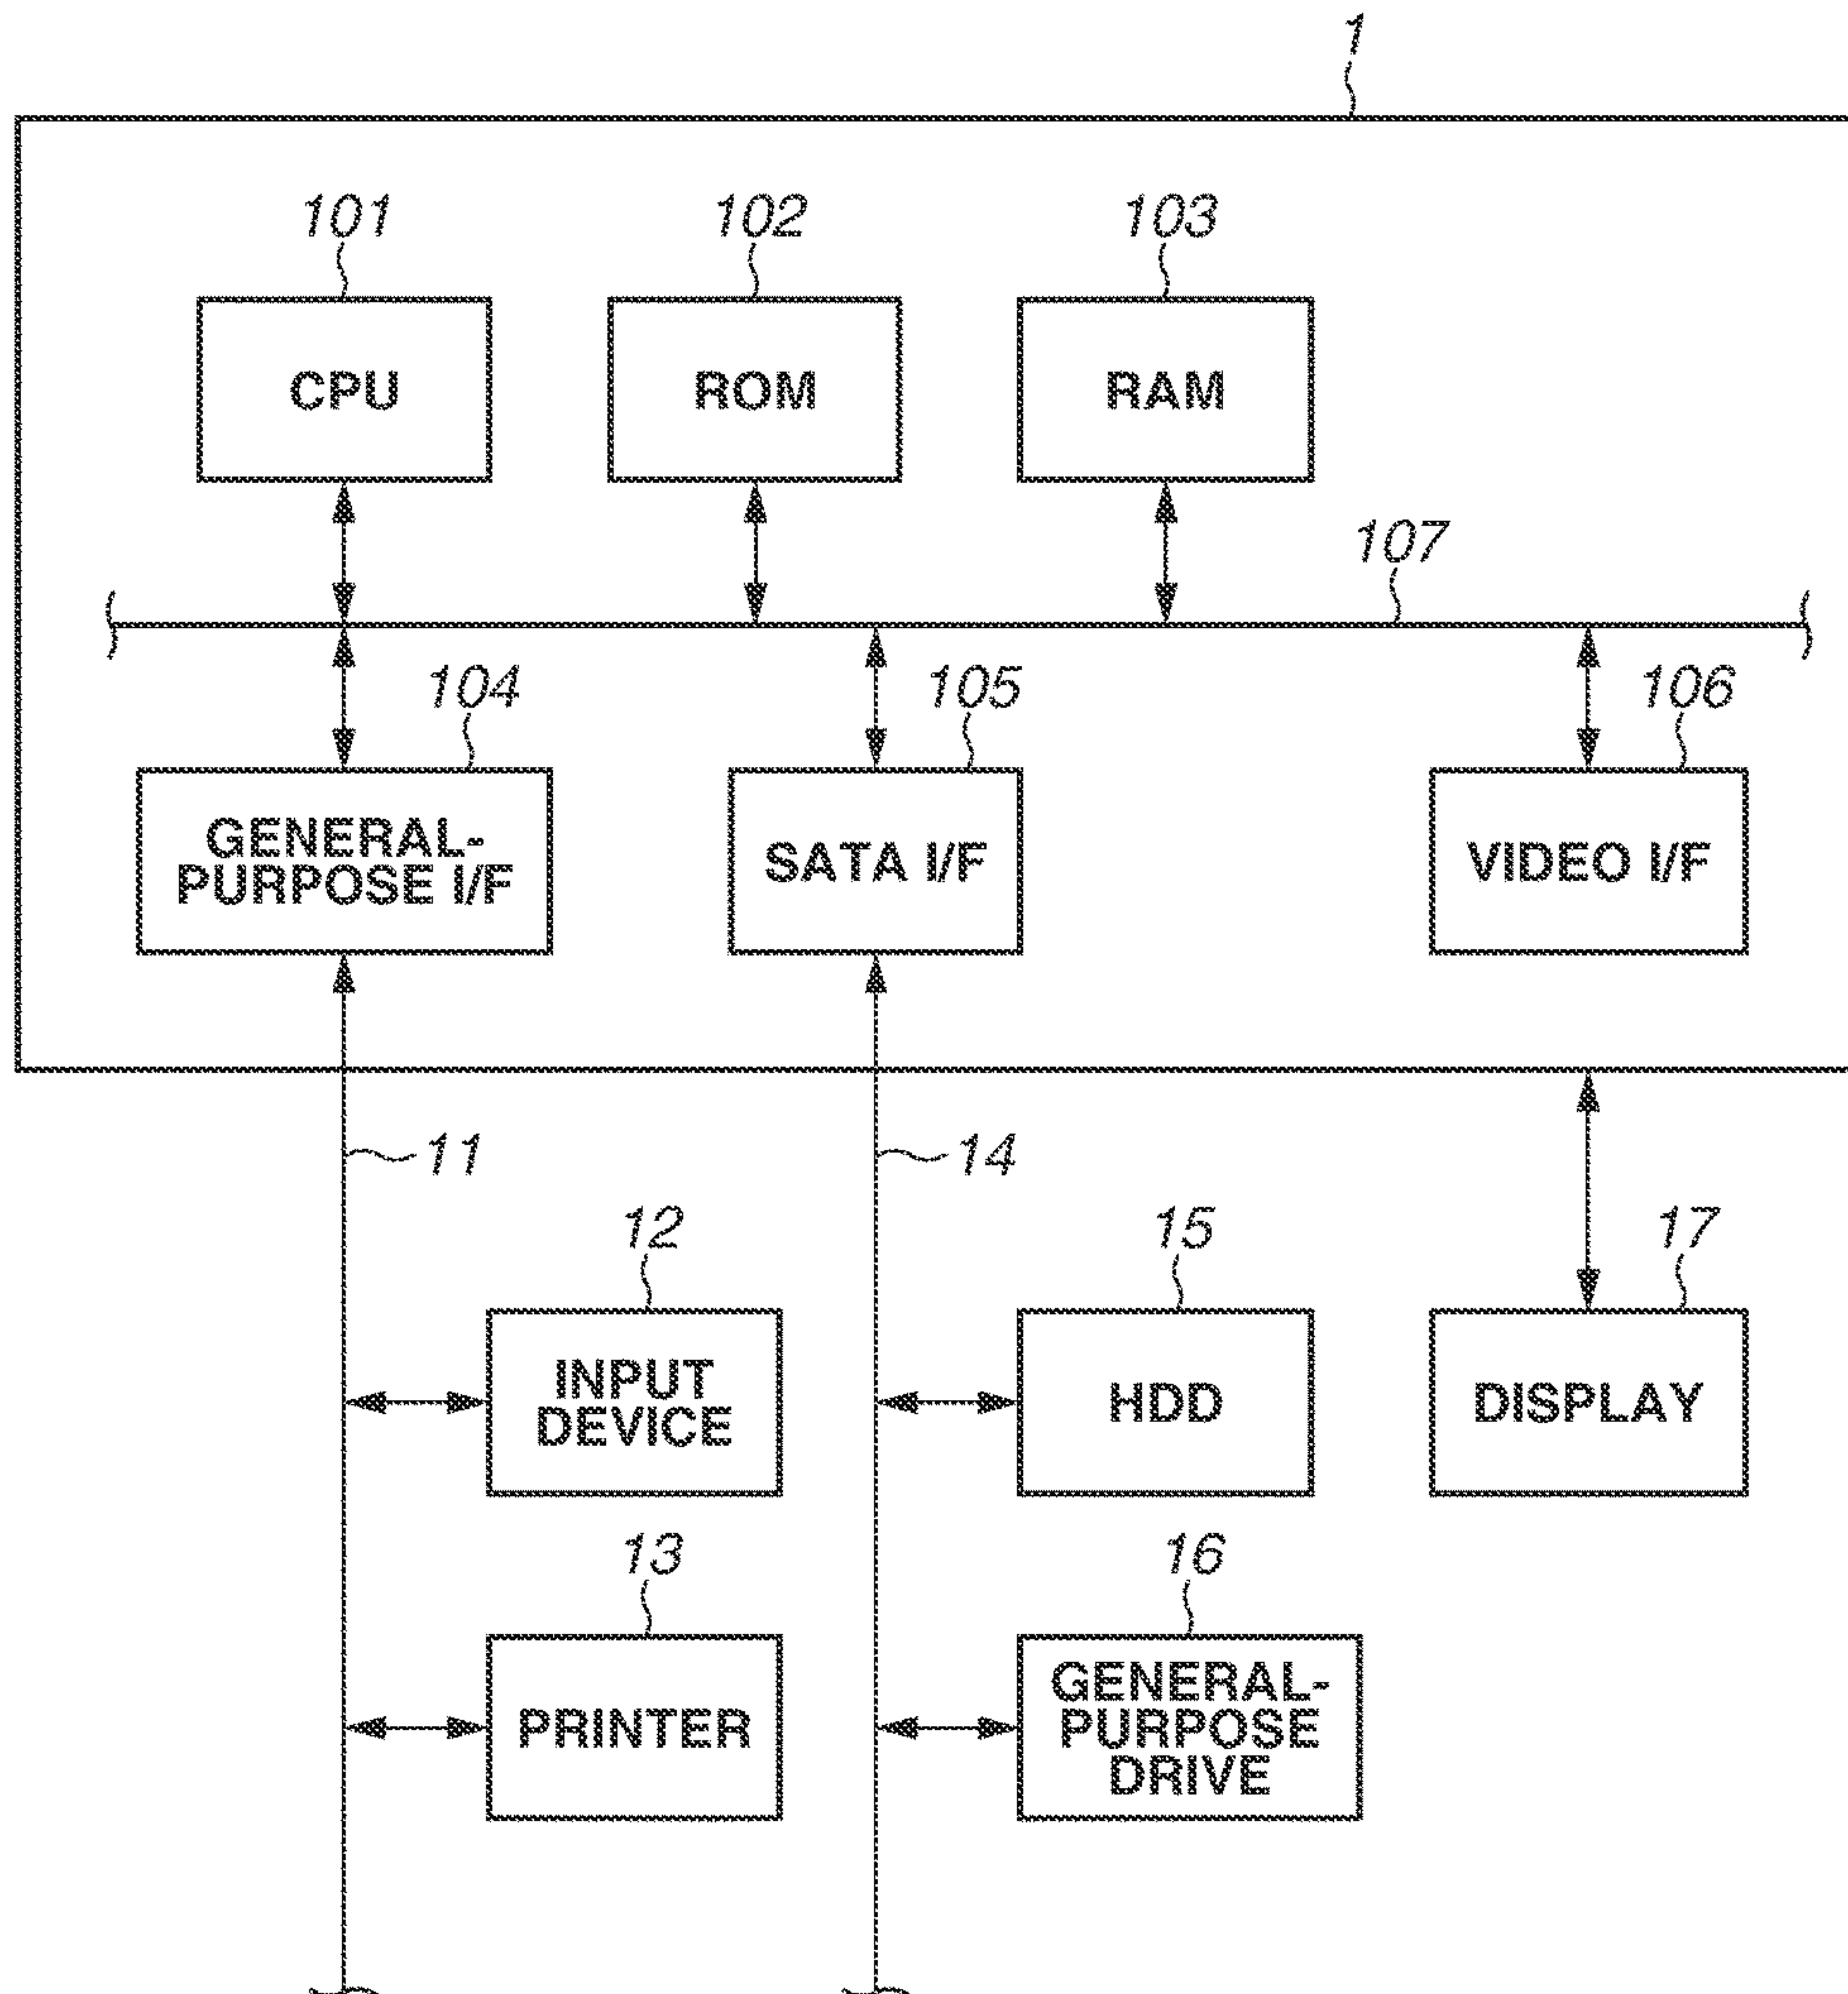 1
101
102
103
CPU
ROM
RAM
107
104
105
106
GENERAL-
PURPOSE I/F
SATA I/F
VIDEO I/F
11
14
12
15
17
INPUT
DEVICE
HDD
DISPLAY
13
16
PRINTER
GENERAL-
PURPOSE
DRIVE